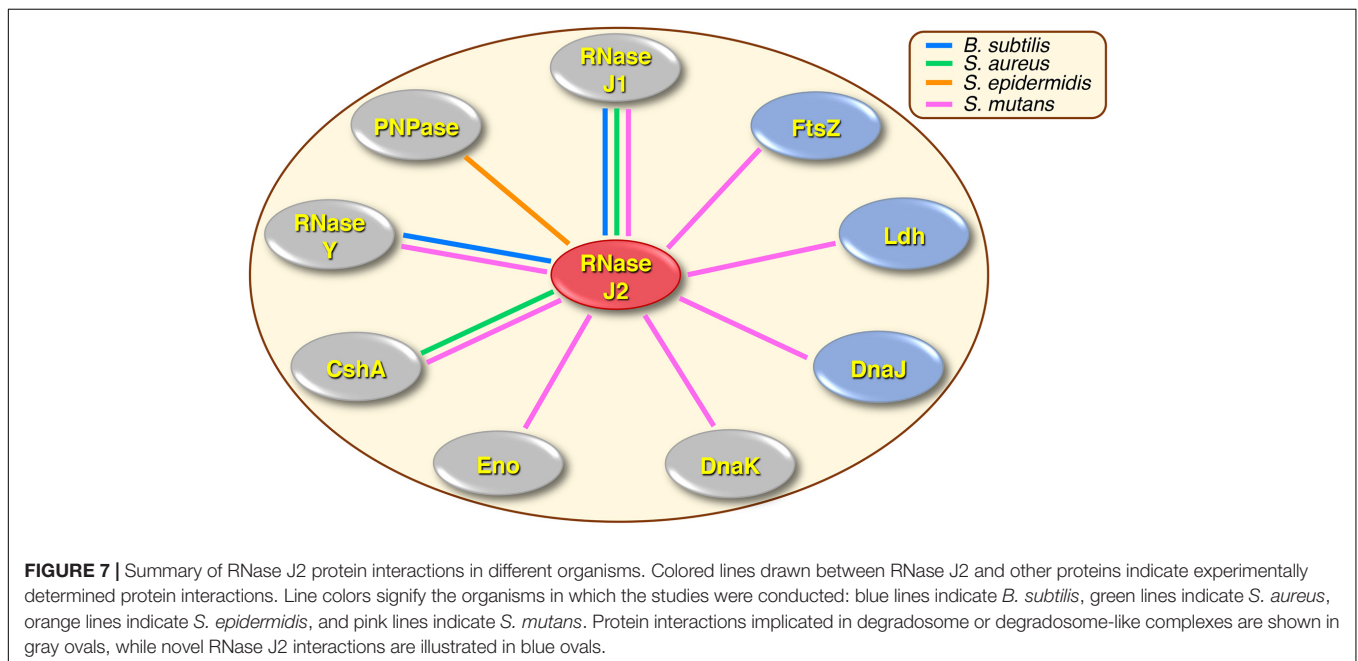 RNase
J1
B. subtilis
S. aureus
S. epidermidis
S. mutans
PNPase
FtsZ
RNase
Y
Ldh
RNase
J2
CshA
DnaJ
Eno
DnaK
FIGURE 7 | Summary of RNase J2 protein interactions in different organisms. Colored lines drawn between RNase J2 and other proteins indicate experimentally
determined protein interactions. Line colors signify the organisms in which the studies were conducted: blue lines indicate B. subtilis, green lines indicate S. aureus,
orange lines indicate S. epidermidis, and pink lines indicate S. mutans. Protein interactions implicated in degradosome or degradosome-like complexes are shown in
gray ovals, while novel RNase J2 interactions are illustrated in blue ovals.